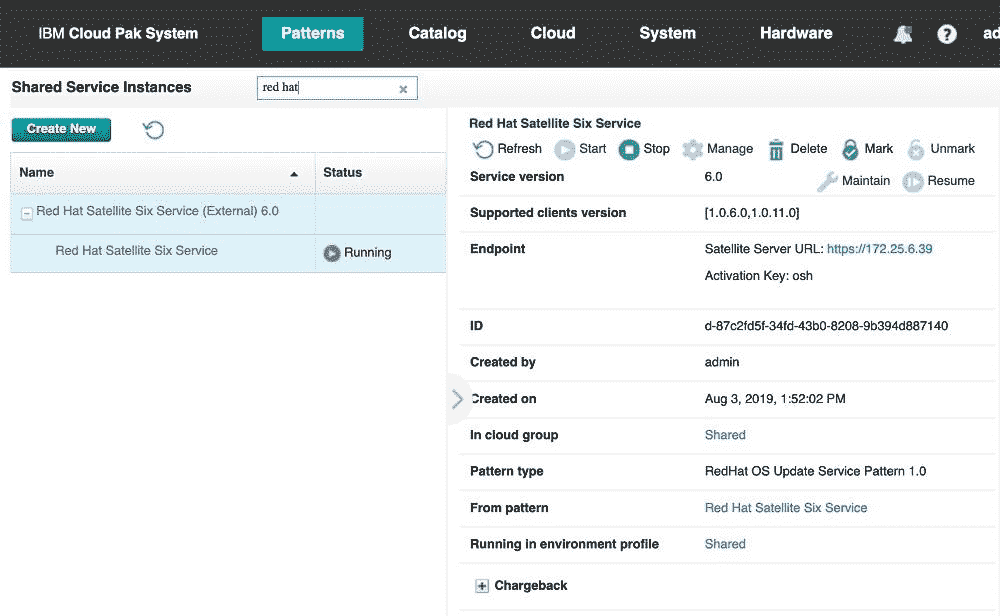 IBM Cloud Pak System Patterns Catalog Cloud System Hardware ? ad
Shared Service Instances red hat
Create New
Name Status
Red Hat Satellite Six Service (External) 6.0
Red Hat Satellite Six Service Running
Red Hat Satellite Six Service
Refresh Start Stop Manage Delete Mark Unmark
Maintain Resume
Service version 6.0
Supported clients version [1.0.6.0,1.0.11.0]
Endpoint Satellite Server URL: https://172.25.6.39
Activation Key: osh
ID d-87c2fd5f-34fd-43b0-8208-9b394d887140
Created by admin
Created on Aug 3, 2019, 1:52:02 PM
In cloud group Shared
Pattern type RedHat OS Update Service Pattern 1.0
From pattern Red Hat Satellite Six Service
Running in environment profile Shared
Chargeback